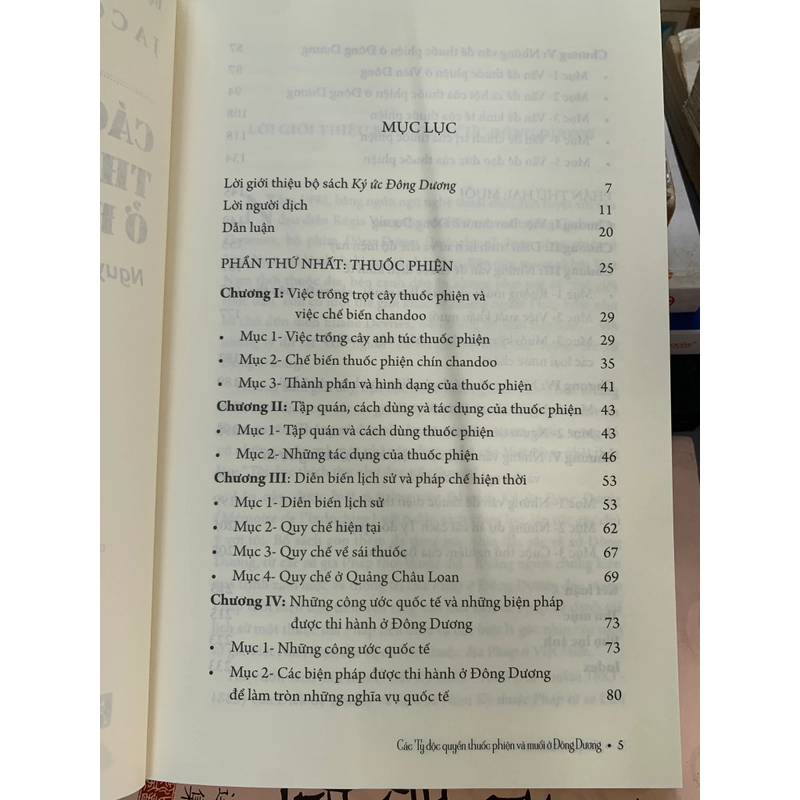 MỤC LỤC
Lời giới thiệu bộ sách Ký ức Đông Dương 7
Lời người dịch 11
Dẫn luận 20
PHẦN THỨ NHẤT: THUỐC PHIỆN 25
Chương I: Việc trồng trọt cây thuốc phiện và
việc chế biến chandoo 29
• Mục 1- Việc trồng cây anh túc thuốc phiện 29
• Mục 2- Chế biến thuốc phiện chín chandoo 35
• Mục 3- Thành phần và hình dạng của thuốc phiện 41
Chương II: Tập quán, cách dùng và tác dụng của thuốc phiện 43
• Mục 1- Tập quán và cách dùng thuốc phiện 43
• Mục 2- Những tác dụng của thuốc phiện 46
Chương III: Diễn biến lịch sử và pháp chế hiện thời 53
• Mục 1- Diễn biến lịch sử 53
• Mục 2- Quy chế hiện tại 62
• Mục 3- Quy chế về sái thuốc 67
• Mục 4- Quy chế ở Quảng Châu Loan 69
Chương IV: Những công ước quốc tế và những biện pháp
được thi hành ở Đông Dương 73
• Mục 1- Những công ước quốc tế 73
• Mục 2- Các biện pháp được thi hành ở Đông Dương
để làm tròn những nghĩa vụ quốc tế 80
Các Ty độc quyền thuốc phiện và muối ở Đông Dương • 5